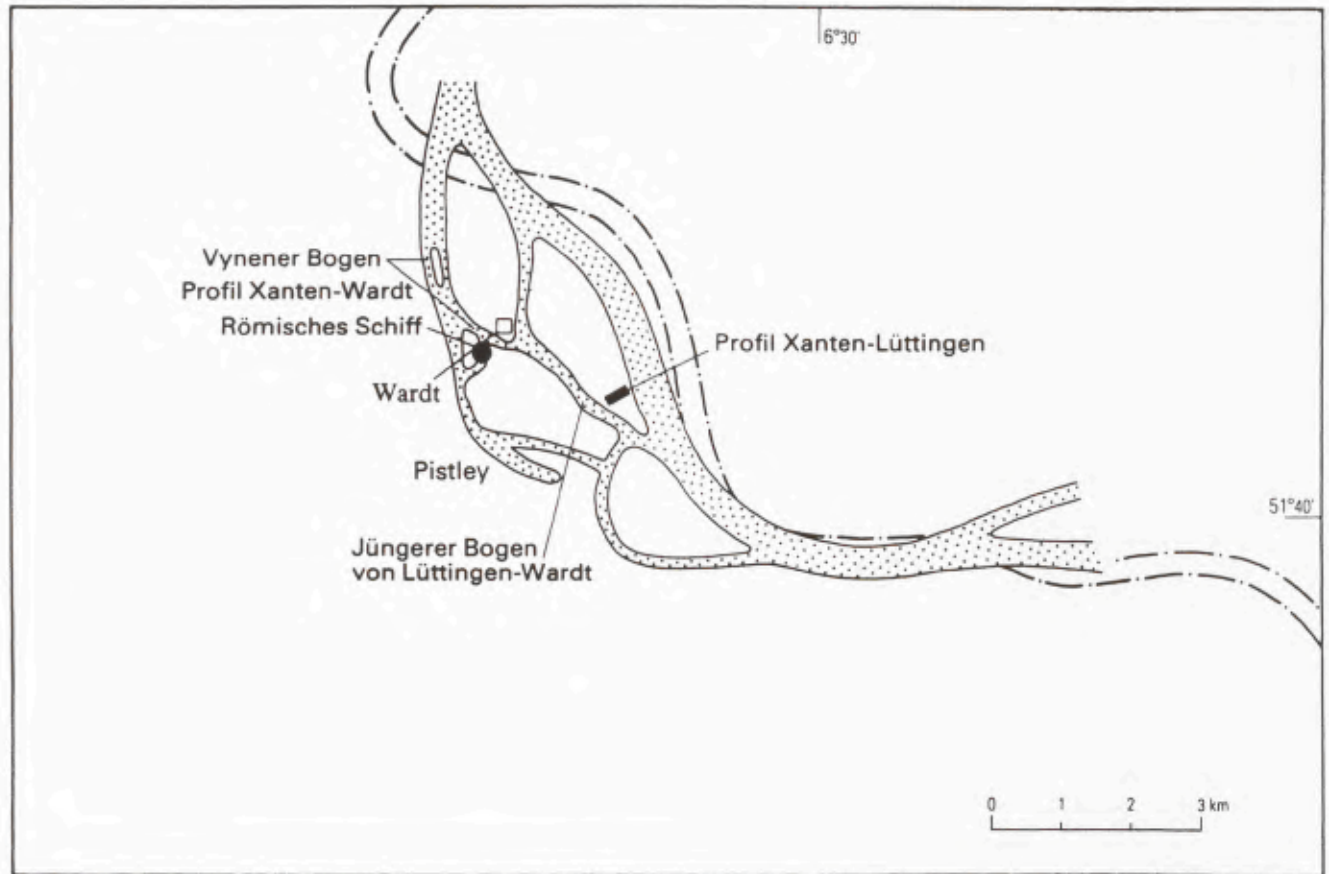 6°30'
Vynener Bogen
Profil Xanten-Wardt
Römisches Schiff
Profil Xanten-Lüttingen
Wardt
Pistley
51°40'
Jüngerer Bogen
von Lüttingen-Wardt
0 1 2 3 km